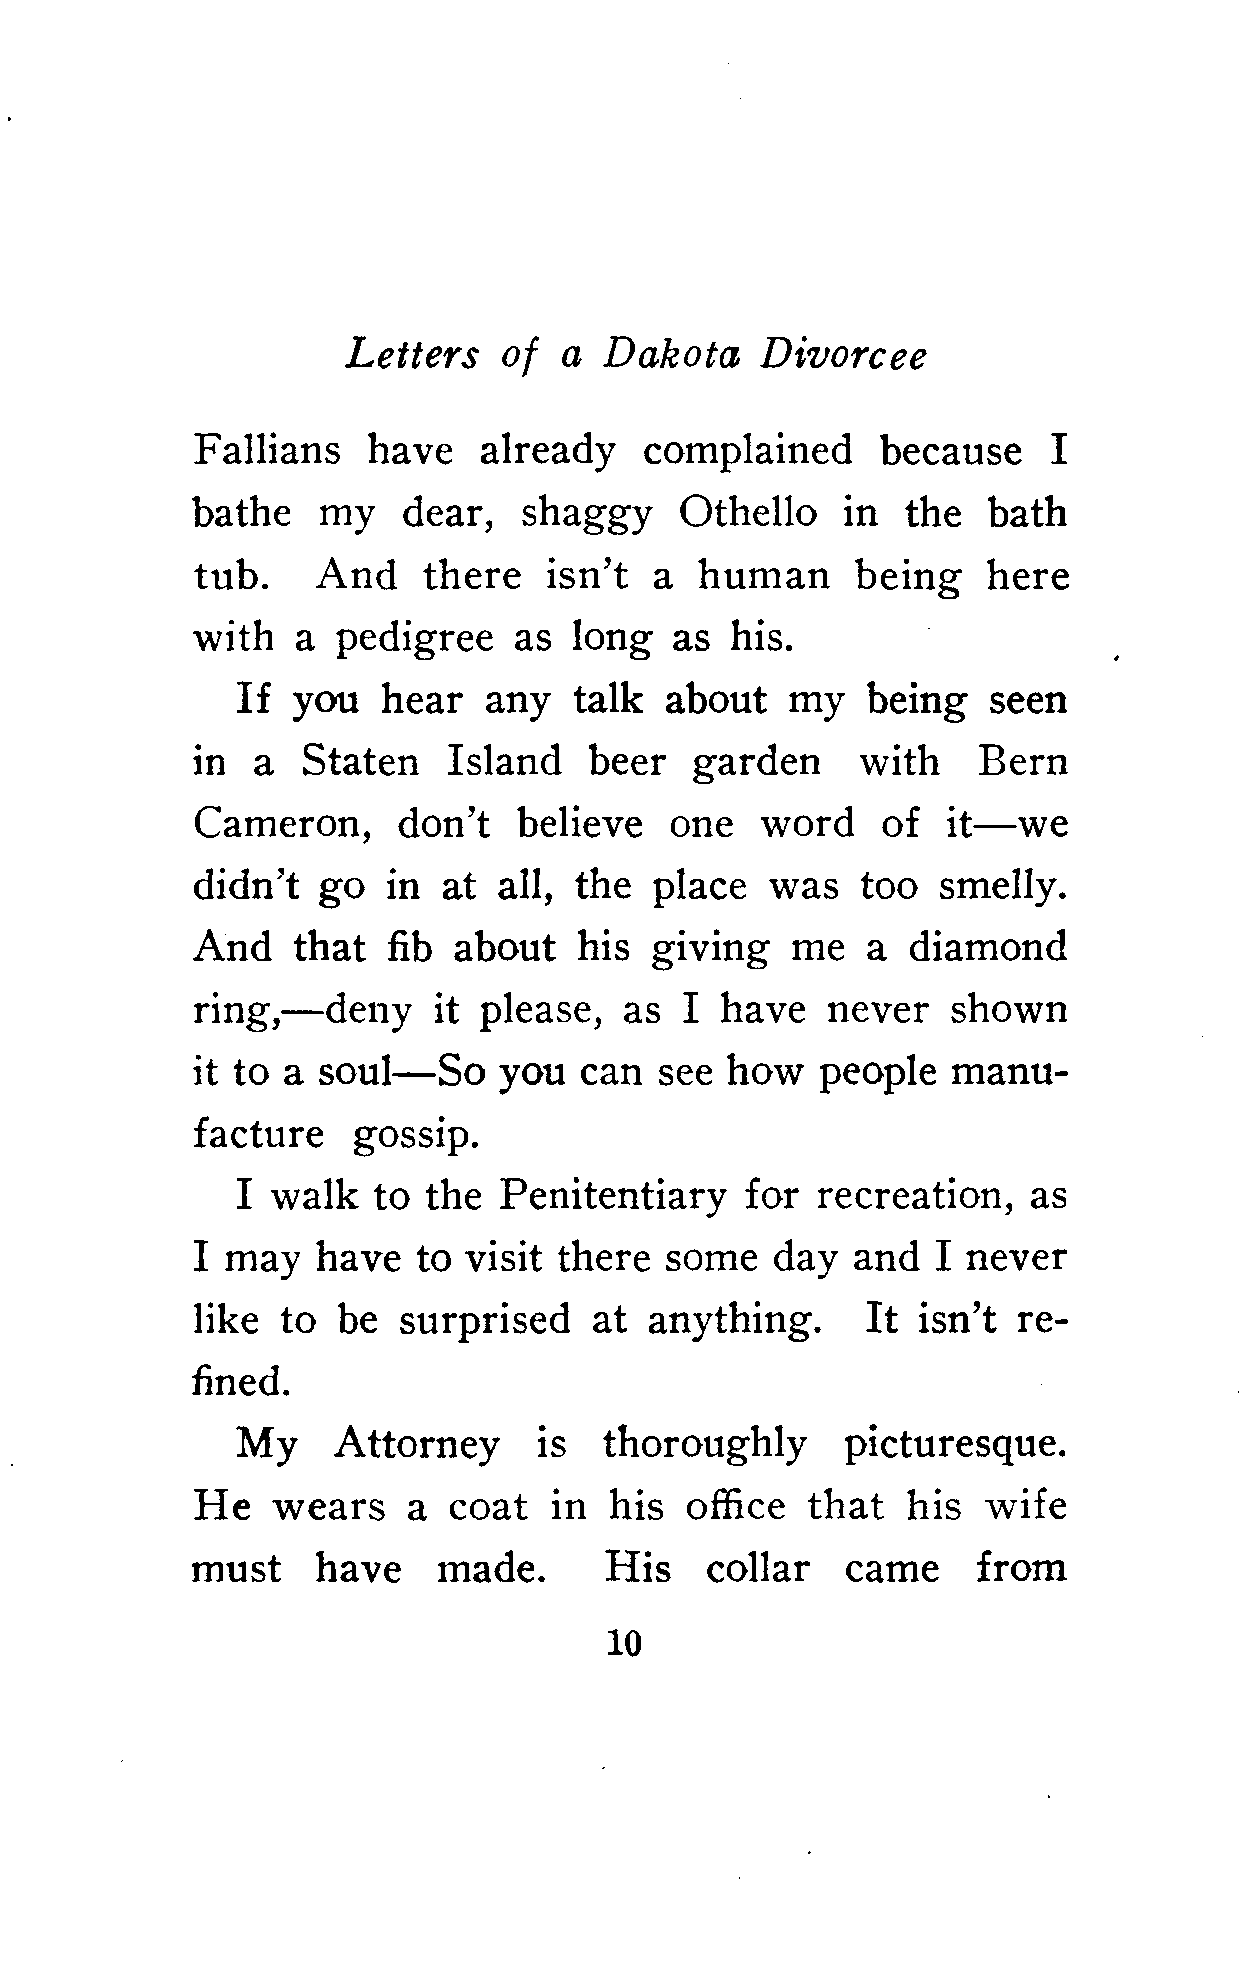 Letters of a Dakota Divorcee
Fallians have already complained because I
bathe my dear, shaggy Othello in the bath
tub. And there isn't a human being here
with a pedigree as long as his.
If you hear any talk about my being seen
in a Staten Island beer garden with Bern
Cameron, don't believe one word of it—we
didn't go in at all, the place was too smelly.
And that fib about his giving me a diamond
ring,—deny it please, as I have never shown
it to a soul—So you can see how people manu-
facture gossip.
I walk to the Penitentiary for recreation, as
I may have to visit there some day and I never
like to be surprised at anything. It isn't re-
fined.
My Attorney is thoroughly picturesque.
He wears a coat in his office that his wife
must have made. His collar came from
10